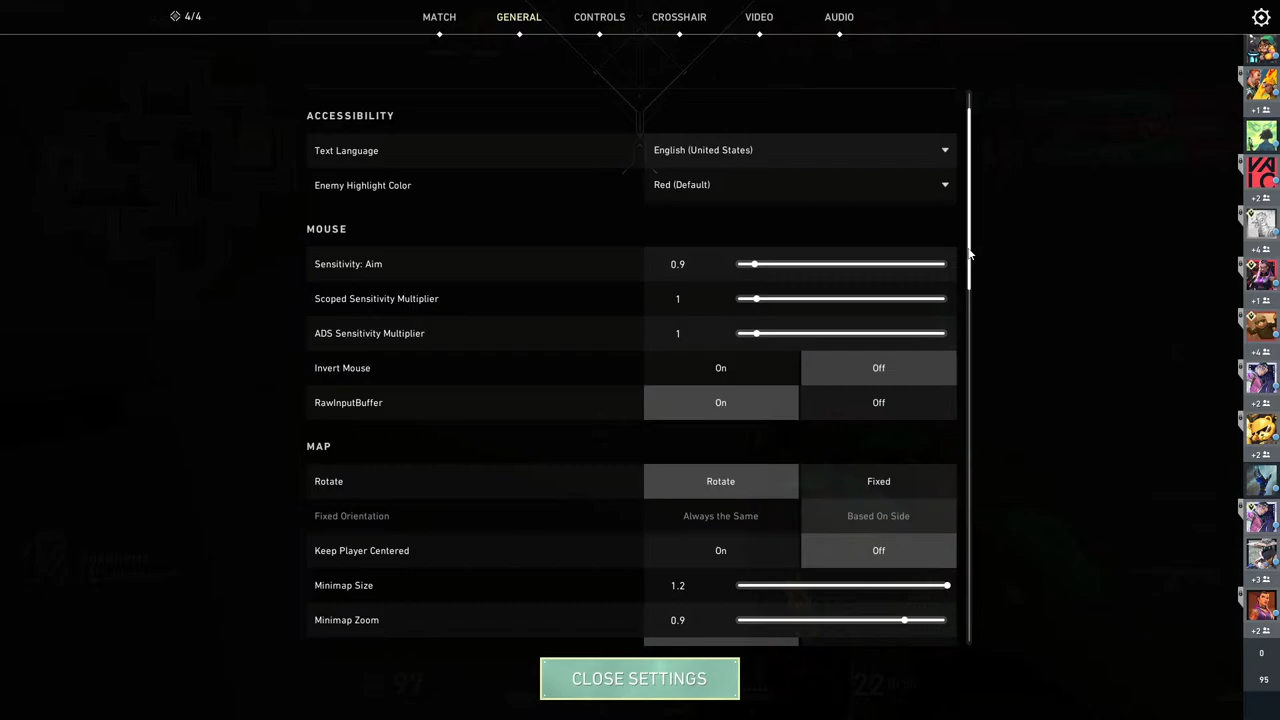 4/4
MATCH
GENERAL
CONTROLS
CROSSHAIR
VIDEO
AUDIO
ACCESSIBILITY
Text Language English (United States)
Enemy Highlight Color Red (Default)
MOUSE
Sensitivity: Aim 0.9
Scoped Sensitivity Multiplier 1
ADS Sensitivity Multiplier 1
Invert Mouse On Off
RawInputBuffer On Off
MAP
Rotate Rotate Fixed
Fixed Orientation Always the Same Based On Side
Keep Player Centered On Off
Minimap Size 1.2
Minimap Zoom 0.9
CLOSE SETTINGS
97
22
+1
+2
+4
+1
+4
+2
+2
+3
+2
0
95